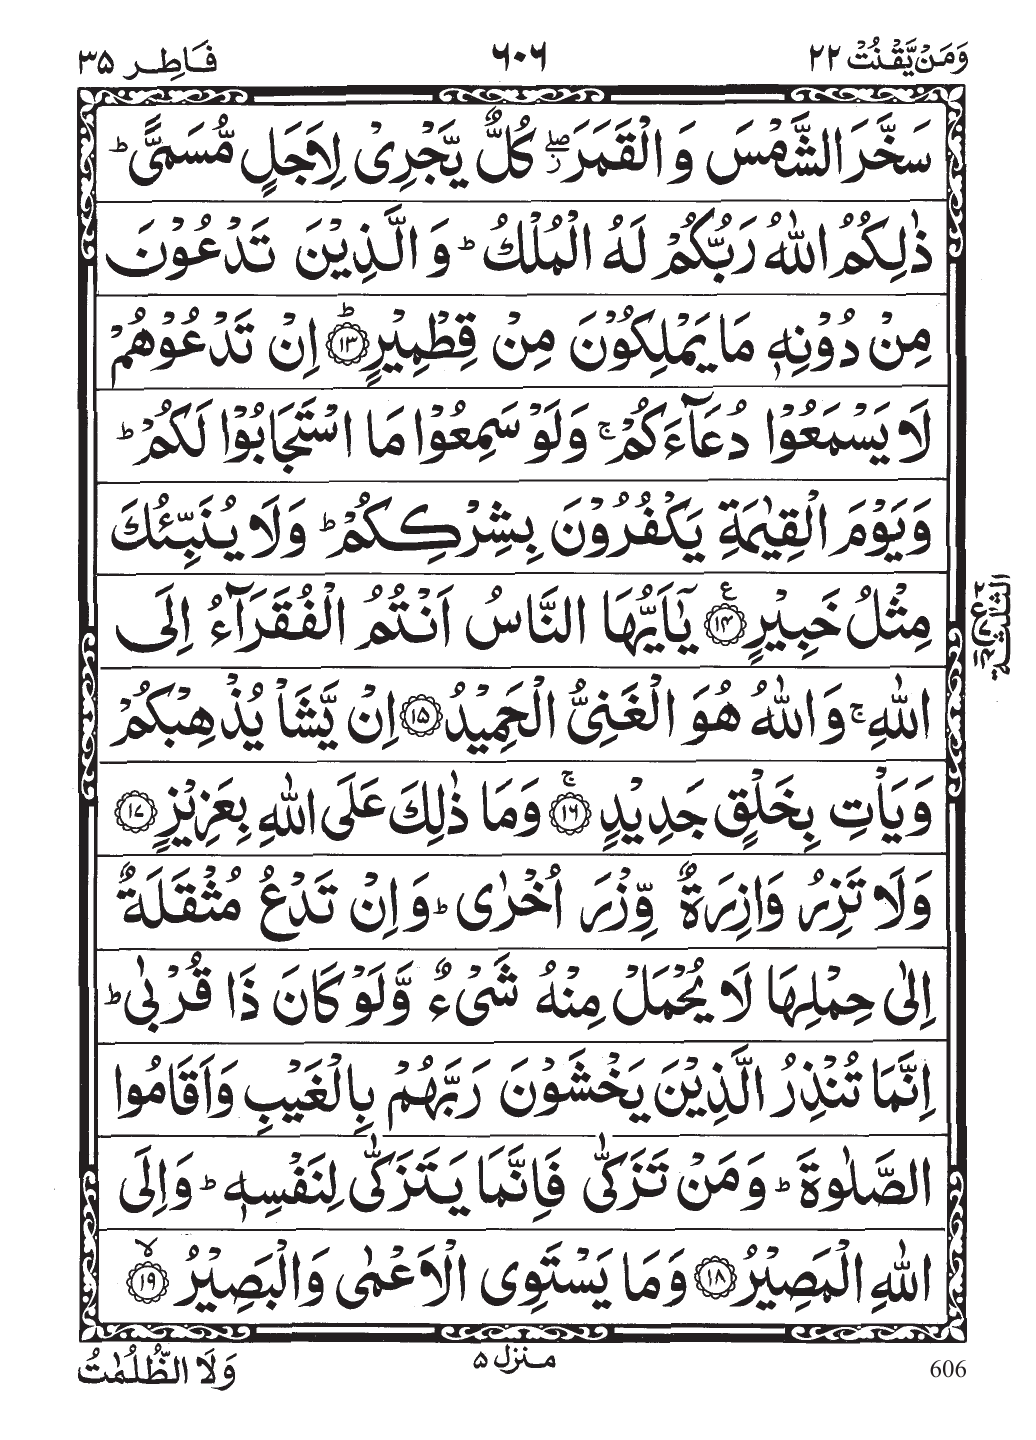 وَمَنْ يَّقْنُتْ ٢٢
٦٠٦
فَاطِر ٣٥
سَخَّرَ الشَّمْسَ وَ الْقَمَرَ ۖز كُلٌّ يَّجْرِىْ لِاَجَلٍ مُّسَمًّى ؕ
ذٰلِكُمُ اللّٰهُ رَبُّكُمْ لَهُ الْمُلْكُ ؕ وَ الَّذِيْنَ تَدْعُوْنَ
مِنْ دُوْنِهٖ مَا يَمْلِكُوْنَ مِنْ قِطْمِيْرٍ ؕ ﴿١٣﴾ اِنْ تَدْعُوْهُمْ
لَا يَسْمَعُوْا دُعَآءَكُمْ ۚ وَلَوْ سَمِعُوْا مَا اسْتَجَابُوْا لَكُمْ ؕ
وَيَوْمَ الْقِيٰمَةِ يَكْفُرُوْنَ بِشِرْكِكُمْ ؕ وَلَا يُنَبِّئُكَ
مِثْلُ خَبِيْرٍ ﴿١٤﴾ ع يٰۤاَيُّهَا النَّاسُ اَنْتُمُ الْفُقَرَآءُ اِلَى
اللّٰهِ ۚ وَاللّٰهُ هُوَ الْغَنِىُّ الْحَمِيْدُ ﴿١٥﴾ اِنْ يَّشَاْ يُذْهِبْكُمْ
وَيَاْتِ بِخَلْقٍ جَدِيْدٍ ۚ ﴿١٦﴾ وَمَا ذٰلِكَ عَلَى اللّٰهِ بِعَزِيْزٍ ﴿١٧﴾
وَلَا تَزِرُ وَازِرَةٌ وِّزْرَ اُخْرٰى ؕ وَاِنْ تَدْعُ مُثْقَلَةٌ
اِلٰى حِمْلِهَا لَا يُحْمَلْ مِنْهُ شَىْءٌ وَّلَوْ كَانَ ذَا قُرْبٰى ؕ
اِنَّمَا تُنْذِرُ الَّذِيْنَ يَخْشَوْنَ رَبَّهُمْ بِالْغَيْبِ وَاَقَامُوا
الصَّلٰوةَ ؕ وَمَنْ تَزَكّٰى فَاِنَّمَا يَتَزَكّٰى لِنَفْسِهٖ ؕ وَاِلَى
اللّٰهِ الْمَصِيْرُ ﴿١٨﴾ وَمَا يَسْتَوِى الْاَعْمٰى وَالْبَصِيْرُ ۙ ﴿١٩﴾
الثلثة
ع
منزل ٥
وَلَا الظُّلُمٰتُ
606